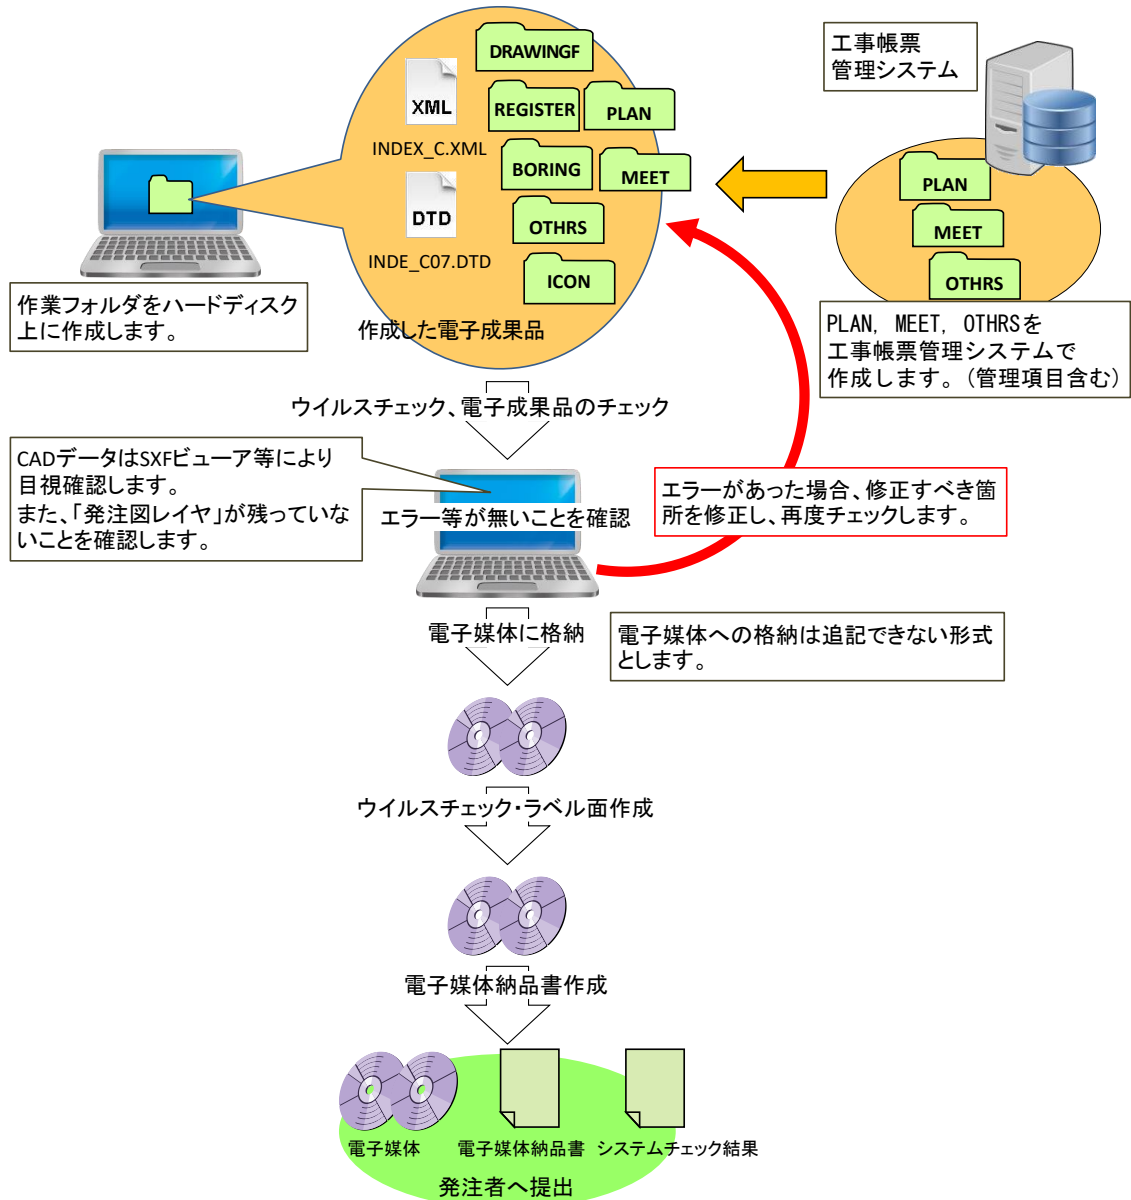 DRAWINGF
XML
REGISTER
PLAN
INDEX_C.XML
BORING
MEET
DTD
OTHRS
INDE_C07.DTD
ICON
作成した電子成果品
工事帳票
管理システム
PLAN
MEET
OTHRS
PLAN, MEET, OTHRSを
工事帳票管理システムで
作成します。(管理項目含む)
作業フォルダをハードディスク
上に作成します。
ウイルスチェック、電子成果品のチェック
CADデータはSXFビューア等により
目視確認します。
また、「発注図レイヤ」が残っていな
いことを確認します。
エラー等が無いことを確認
エラーがあった場合、修正すべき箇
所を修正し、再度チェックします。
電子媒体に格納
電子媒体への格納は追記できない形式
とします。
ウイルスチェック・ラベル面作成
電子媒体納品書作成
電子媒体
電子媒体納品書
システムチェック結果
発注者へ提出